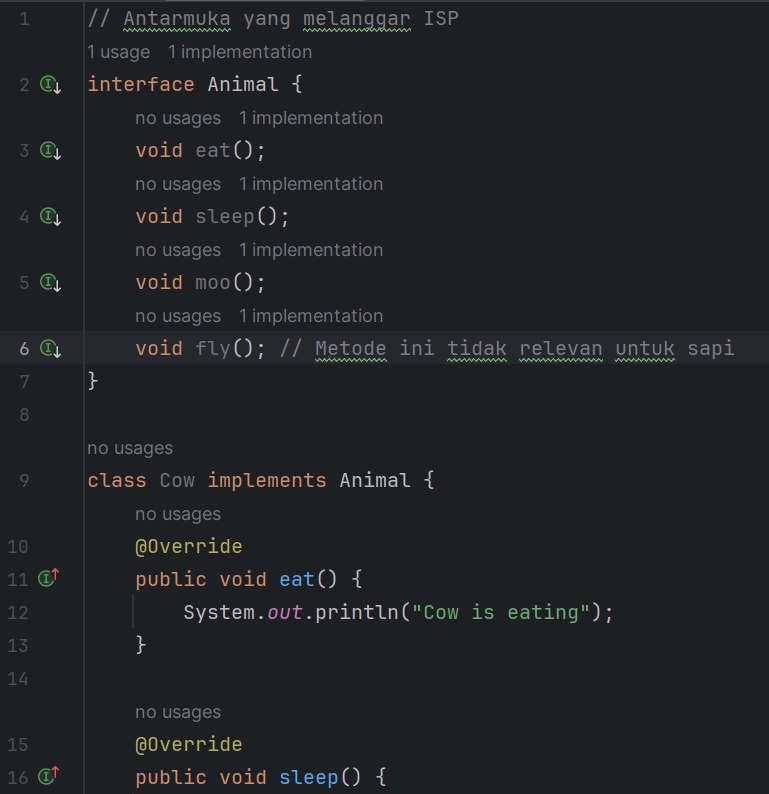 1 // Antarmuka yang melanggar ISP
1 usage 1 implementation
2 interface Animal {
no usages 1 implementation
3 void eat();
no usages 1 implementation
4 void sleep();
no usages 1 implementation
5 void moo();
no usages 1 implementation
6 void fly(); // Metode ini tidak relevan untuk sapi
7 }
8
no usages
9 class Cow implements Animal {
no usages
10 @Override
11 public void eat() {
12 System.out.println("Cow is eating");
13 }
14
no usages
15 @Override
16 public void sleep() {